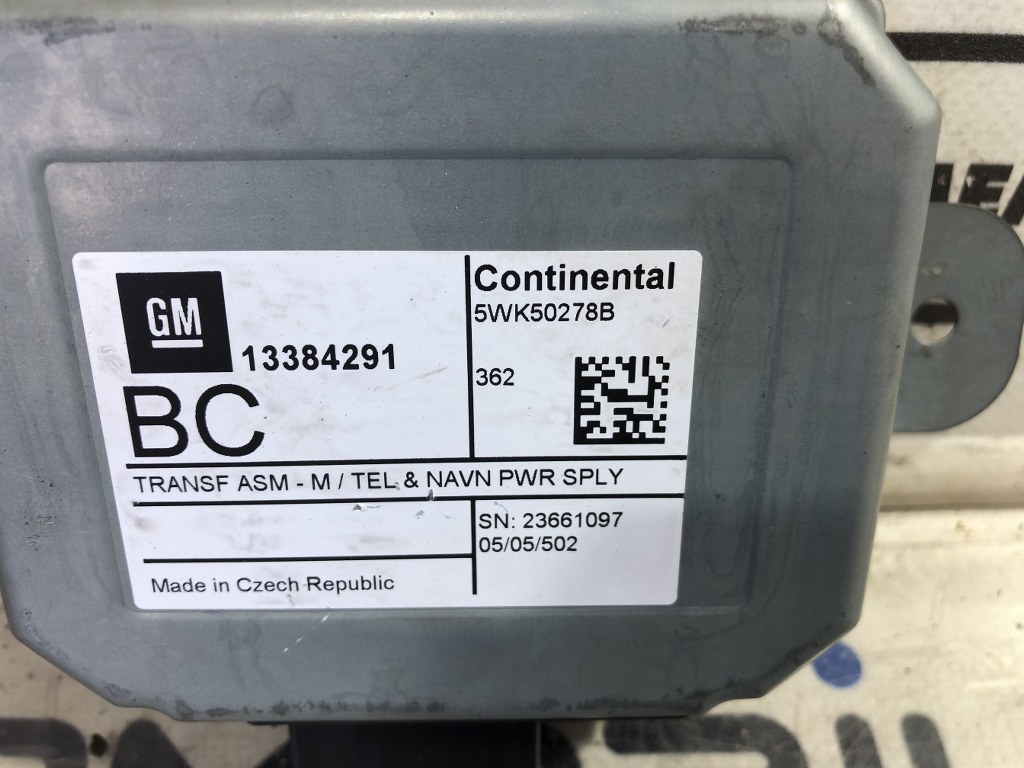 GM
13384291
BC
Continental
5WK50278B
362
TRANSF ASM - M / TEL & NAVN PWR SPLY
SN: 23661097
05/05/502
Made in Czech Republic